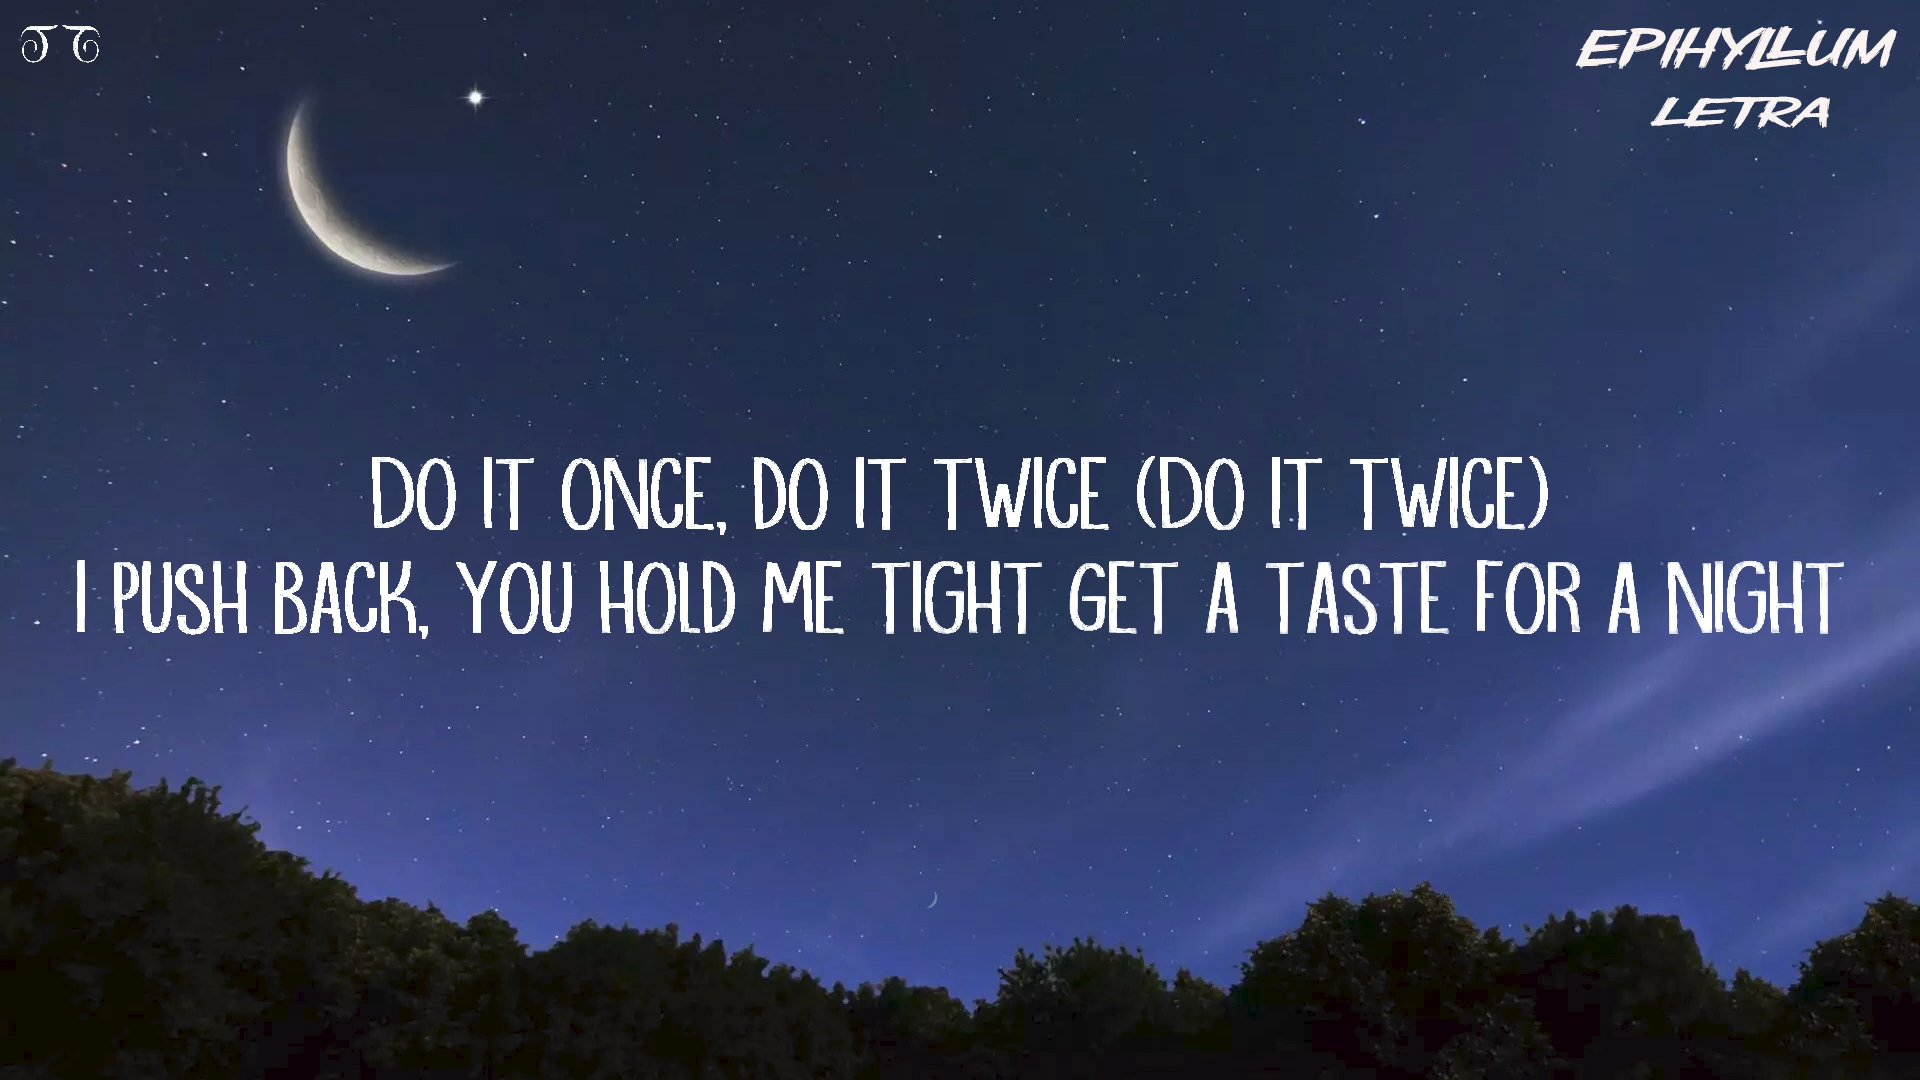 EPIHYLLUM
LETRA
DO IT ONCE, DO IT TWICE (DO IT TWICE)
I PUSH BACK, YOU HOLD ME TIGHT GET A TASTE FOR A NIGHT